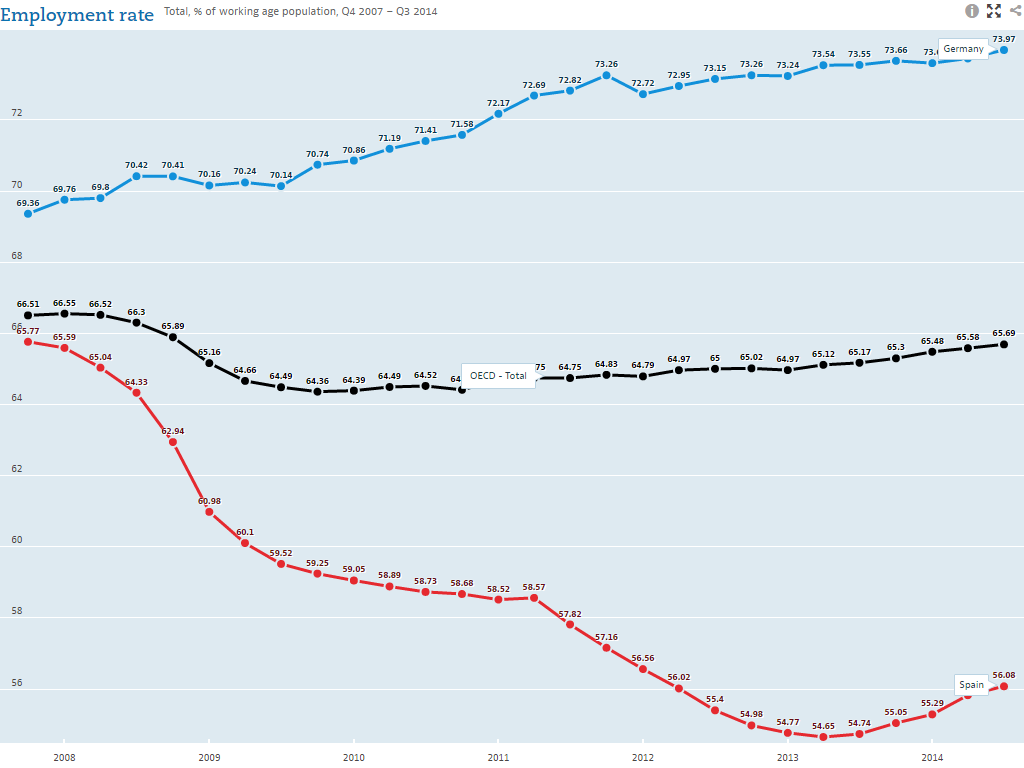 Employment rate Total, % of working age population, Q4 2007 – Q3 2014
Germany
69.36 69.76 69.8 70.42 70.41 70.16 70.24 70.14 70.74 70.86 71.19 71.41 71.58 72.17 72.69 72.82 73.26 72.72 72.95 73.15 73.26 73.24 73.54 73.55 73.66 73.97
72
70
68
66.51 66.55 66.52 66.3 65.89 65.16 64.66 64.49 64.36 64.39 64.49 64.52 64.75 64.83 64.79 64.97 65 65.02 64.97 65.12 65.17 65.3 65.48 65.58 65.69
OECD - Total
66
65.77 65.59 65.04 64.33 62.94 60.98 60.1 59.52 59.25 59.05 58.89 58.73 58.68 58.52 58.57 57.82 57.16 56.56 56.02 55.4 54.98 54.77 54.65 54.74 55.05 55.29 56.08
64
62
60
58
56
Spain
2008 2009 2010 2011 2012 2013 2014